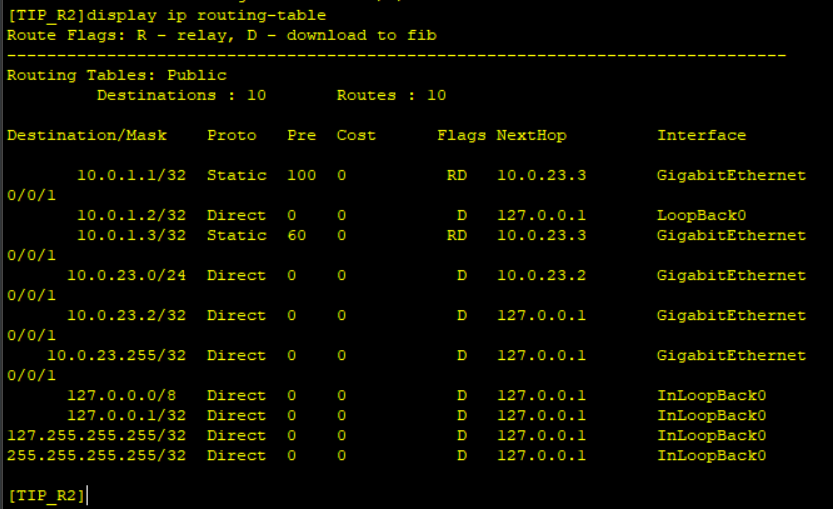 [TIP_R2]display ip routing-table
Route Flags: R - relay, D - download to fib
------------------------------------------------------------------------------
Routing Tables: Public
         Destinations : 10       Routes : 10

Destination/Mask    Proto   Pre  Cost      Flags NextHop         Interface

       10.0.1.1/32  Static  100  0          RD   10.0.23.3       GigabitEthernet
0/0/1
       10.0.1.2/32  Direct  0    0           D   127.0.0.1       LoopBack0
       10.0.1.3/32  Static  60   0          RD   10.0.23.3       GigabitEthernet
0/0/1
      10.0.23.0/24  Direct  0    0           D   10.0.23.2       GigabitEthernet
0/0/1
      10.0.23.2/32  Direct  0    0           D   127.0.0.1       GigabitEthernet
0/0/1
    10.0.23.255/32  Direct  0    0           D   127.0.0.1       GigabitEthernet
0/0/1
      127.0.0.0/8   Direct  0    0           D   127.0.0.1       InLoopBack0
      127.0.0.1/32  Direct  0    0           D   127.0.0.1       InLoopBack0
127.255.255.255/32  Direct  0    0           D   127.0.0.1       InLoopBack0
255.255.255.255/32  Direct  0    0           D   127.0.0.1       InLoopBack0

[TIP_R2]